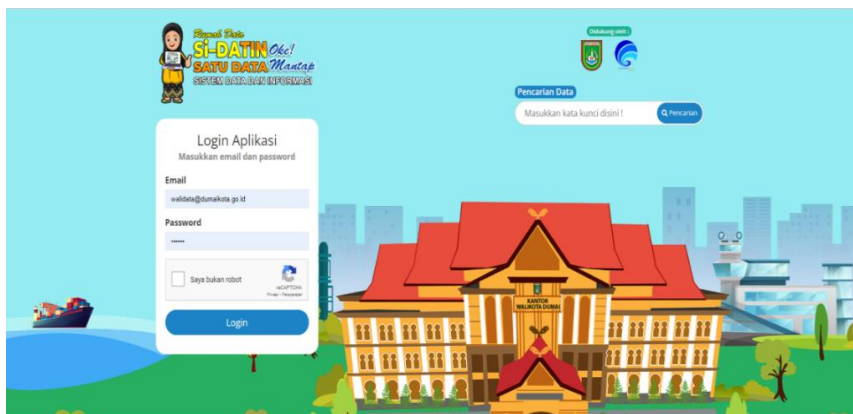 Rumah Data
Si-DATIN Oke!
SATU DATA Mantap
SISTEM DATA DAN INFORMASI
Didukung oleh :
Pencarian Data
Masukkan kata kunci disini !
Pencarian
Login Aplikasi
Masukkan email dan password
Email
walidata@dumaikota.go.id
Password
••••••
Saya bukan robot
reCAPTCHA
Privasi - Persyaratan
Login
KANTOR
WALIKOTA DUMAI